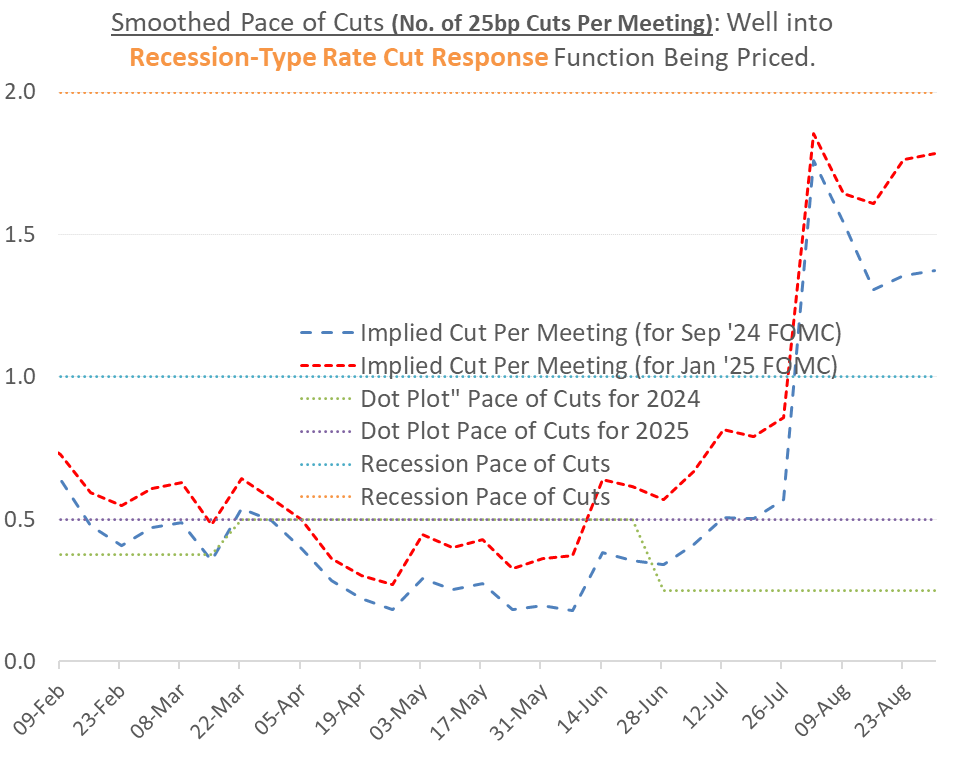 Smoothed Pace of Cuts (No. of 25bp Cuts Per Meeting): Well into
Recession-Type Rate Cut Response Function Being Priced.
2.0
1.5
Implied Cut Per Meeting (for Sep '24 FOMC)
Implied Cut Per Meeting (for Jan '25 FOMC)
1.0
Dot Plot" Pace of Cuts for 2024
Dot Plot Pace of Cuts for 2025
Recession Pace of Cuts
Recession Pace of Cuts
0.5
0.0
09-Feb
23-Feb
08-Mar
22-Mar
05-Apr
19-Apr
03-May
17-May
31-May
14-Jun
28-Jun
12-Jul
26-Jul
09-Aug
23-Aug